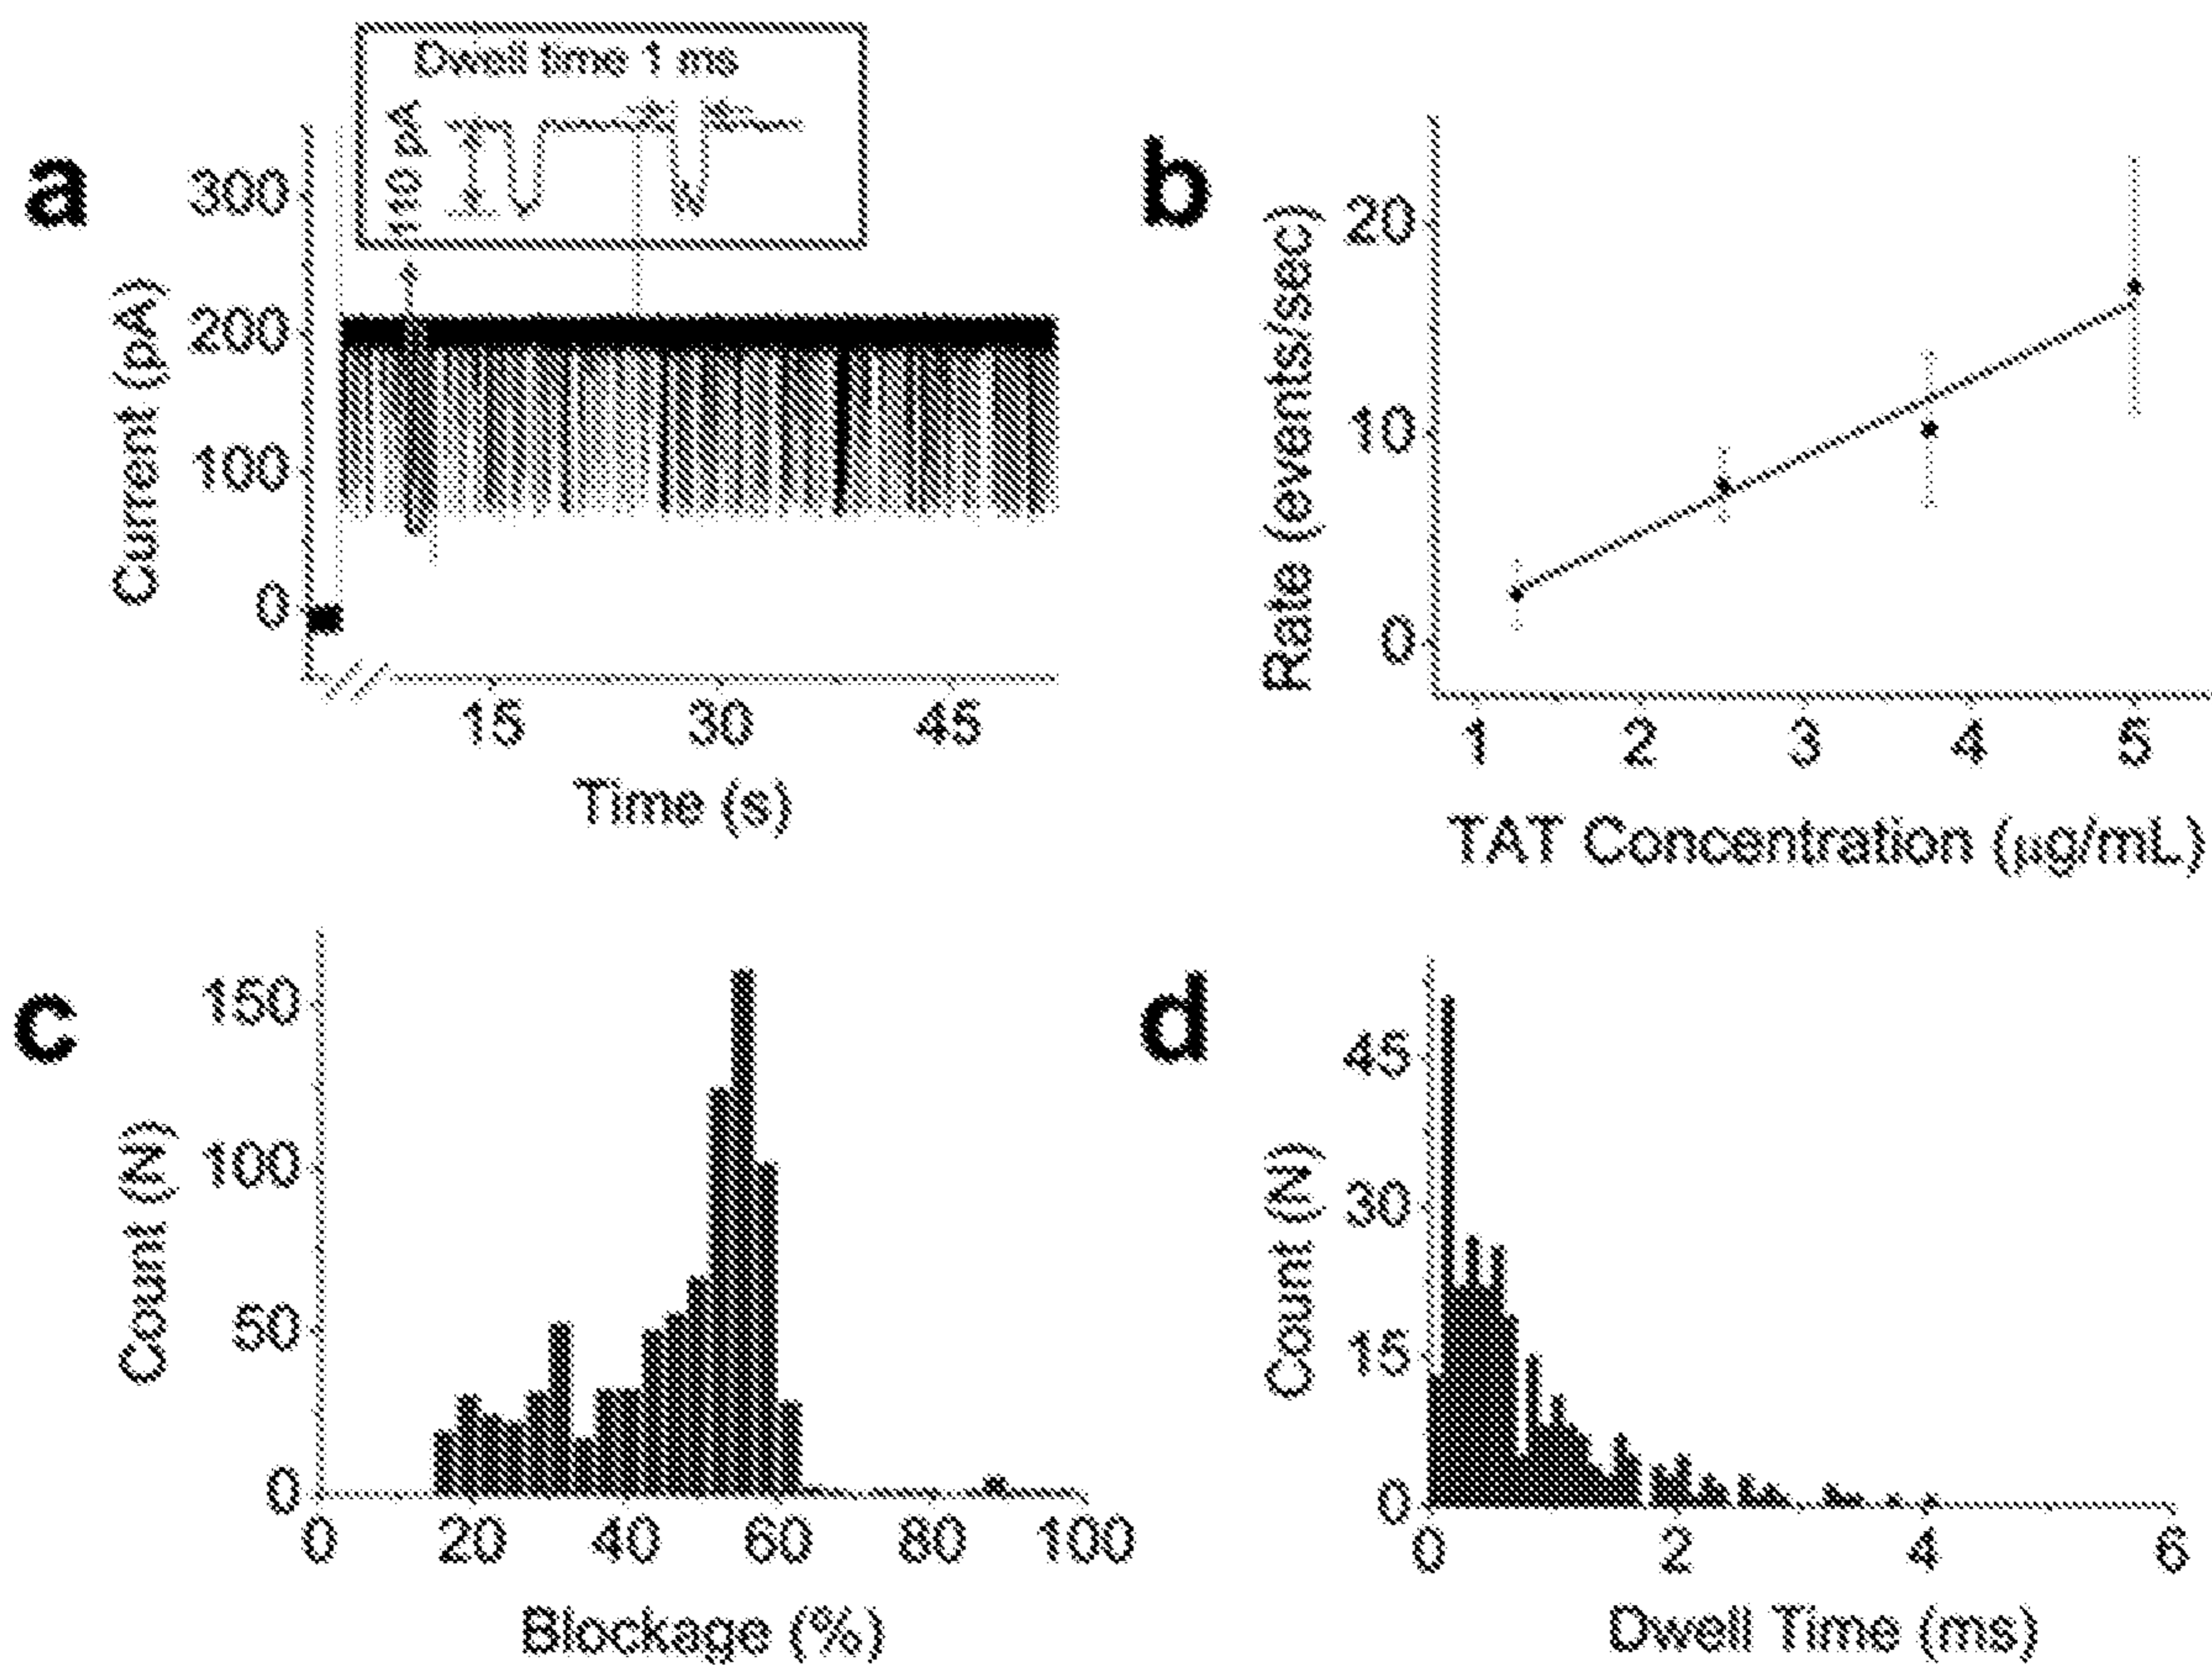 a
Dwell time 1 ms
110 pA
300
200
100
0
Current (pA)
15
30
45
Time (s)
b
20
10
0
Rate (events/sec)
1
2
3
4
5
TAT Concentration (μg/mL)
c
150
100
50
0
Count (N)
0
20
40
60
80
100
Blockage (%)
d
45
30
15
0
Count (N)
0
2
4
6
Dwell Time (ms)